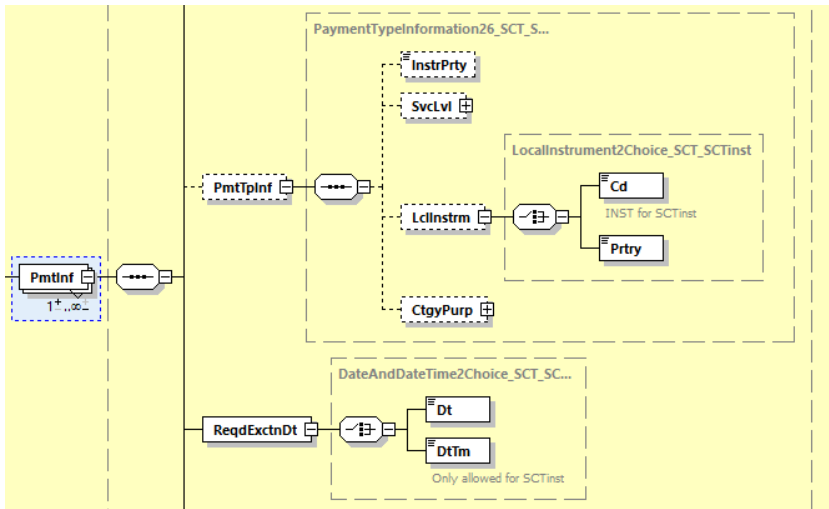 PaymentTypeInformation26_SCT_S...
InstrPrty
SvcLvl
LocalInstrument2Choice_SCT_SCTinst
Cd
INST for SCTinst
PmtTpInf
LclInstrm
Prtry
PmtInf
1..∞
CtgyPurp
DateAndDateTime2Choice_SCT_SC...
Dt
ReqdExctnDt
DtTm
Only allowed for SCTinst